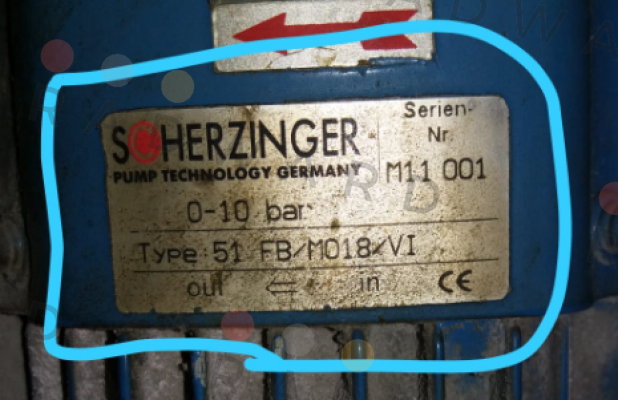 SCHERZINGER
PUMP TECHNOLOGY GERMANY
Serien-
Nr.
M11 001
0-10 bar
Type 51 FB/M018/VI
out ⇐ in CE